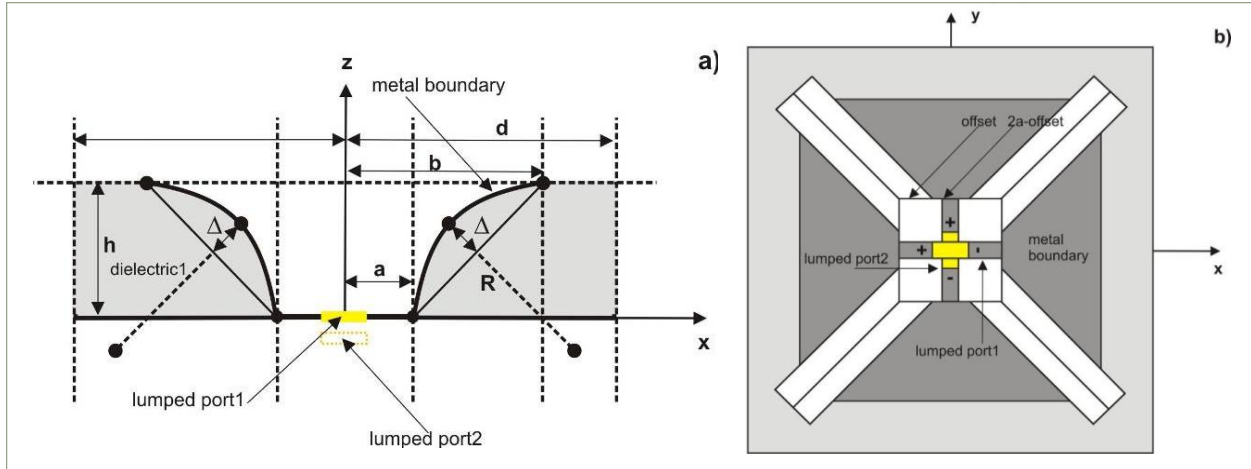 a)
z
metal boundary
d
b
Δ
Δ
h
dielectric1
a
R
x
lumped port1
lumped port2
b)
y
offset
2a-offset
+
+
-
metal
boundary
lumped port2
-
x
lumped port1